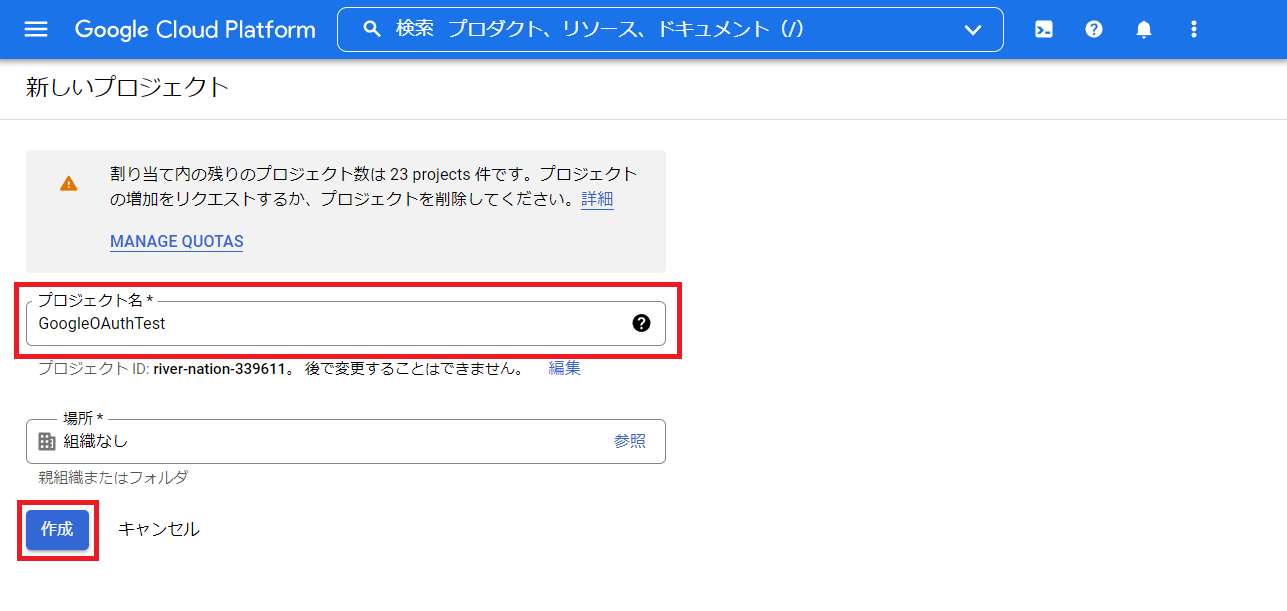 Google Cloud Platform 検索 プロダクト、リソース、ドキュメント (/)
新しいプロジェクト
割り当て内の残りのプロジェクト数は 23 projects 件です。プロジェクト
の増加をリクエストするか、プロジェクトを削除してください。詳細
MANAGE QUOTAS
プロジェクト名 *
GoogleOAuthTest
プロジェクト ID: river-nation-339611。 後で変更することはできません。 編集
場所 *
組織なし 参照
親組織またはフォルダ
作成 キャンセル